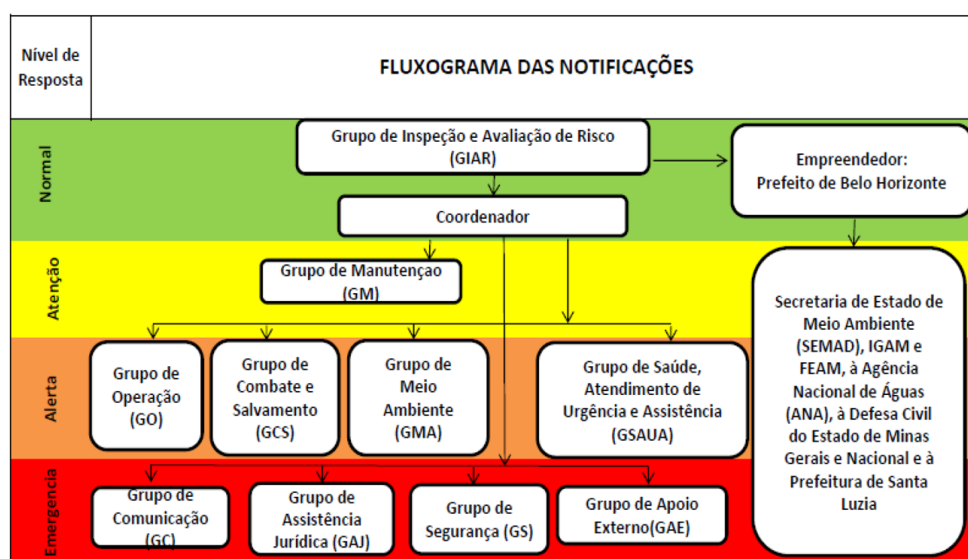 Nível de
Resposta
FLUXOGRAMA DAS NOTIFICAÇÕES
Normal
Grupo de Inspeção e Avaliação de Risco
(GIAR)
Empreendedor:
Prefeito de Belo Horizonte
Coordenador
Atenção
Grupo de Manutençao
(GM)
Secretaria de Estado de
Meio Ambiente
(SEMAD), IGAM e
FEAM, à Agência
Nacional de Águas
(ANA), à Defesa Civil
do Estado de Minas
Gerais e Nacional e à
Prefeitura de Santa
Luzia
Alerta
Grupo de
Operação
(GO)
Grupo de
Combate e
Salvamento
(GCS)
Grupo de
Meio
Ambiente
(GMA)
Grupo de Saúde,
Atendimento de
Urgência e Assistência
(GSAUA)
Emergencia
Grupo de
Comunicação
(GC)
Grupo de
Assistência
Jurídica (GAJ)
Grupo de
Segurança (GS)
Grupo de Apoio
Externo(GAE)